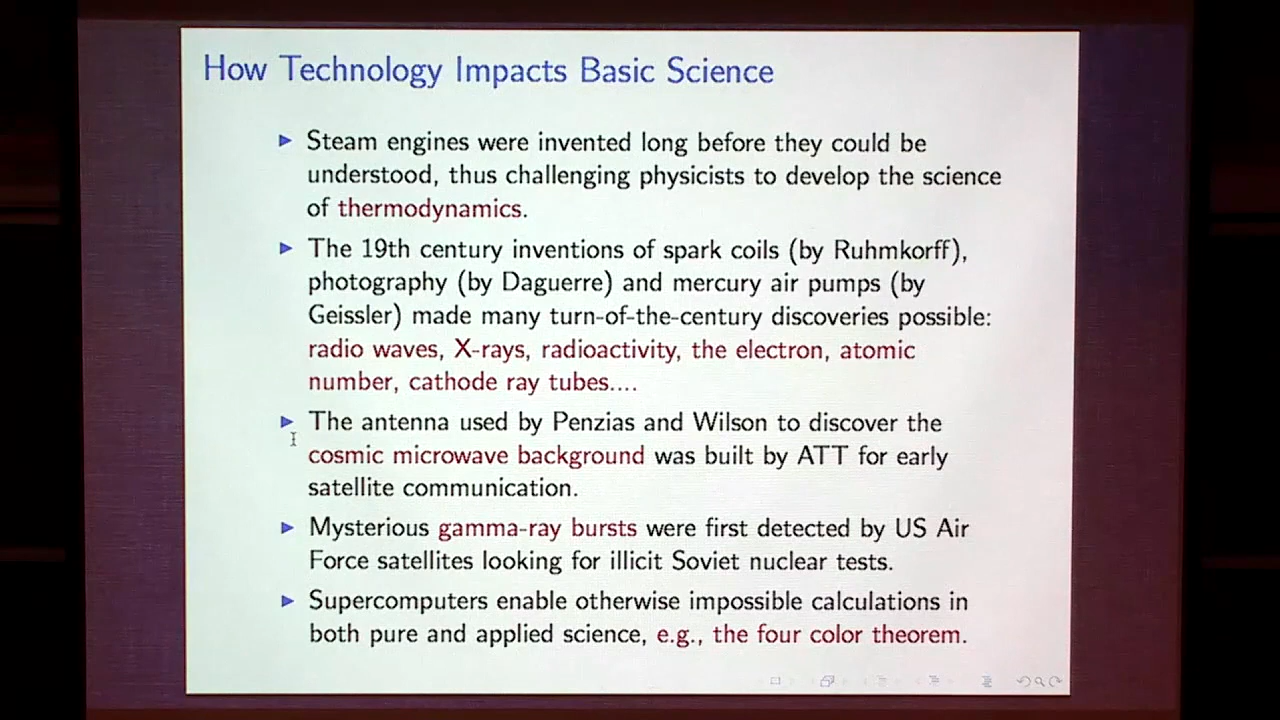 How Technology Impacts Basic Science
Steam engines were invented long before they could be
understood, thus challenging physicists to develop the science
of thermodynamics.
The 19th century inventions of spark coils (by Ruhmkorff),
photography (by Daguerre) and mercury air pumps (by
Geissler) made many turn-of-the-century discoveries possible:
radio waves, X-rays, radioactivity, the electron, atomic
number, cathode ray tubes....
The antenna used by Penzias and Wilson to discover the
cosmic microwave background was built by ATT for early
satellite communication.
Mysterious gamma-ray bursts were first detected by US Air
Force satellites looking for illicit Soviet nuclear tests.
Supercomputers enable otherwise impossible calculations in
both pure and applied science, e.g., the four color theorem.